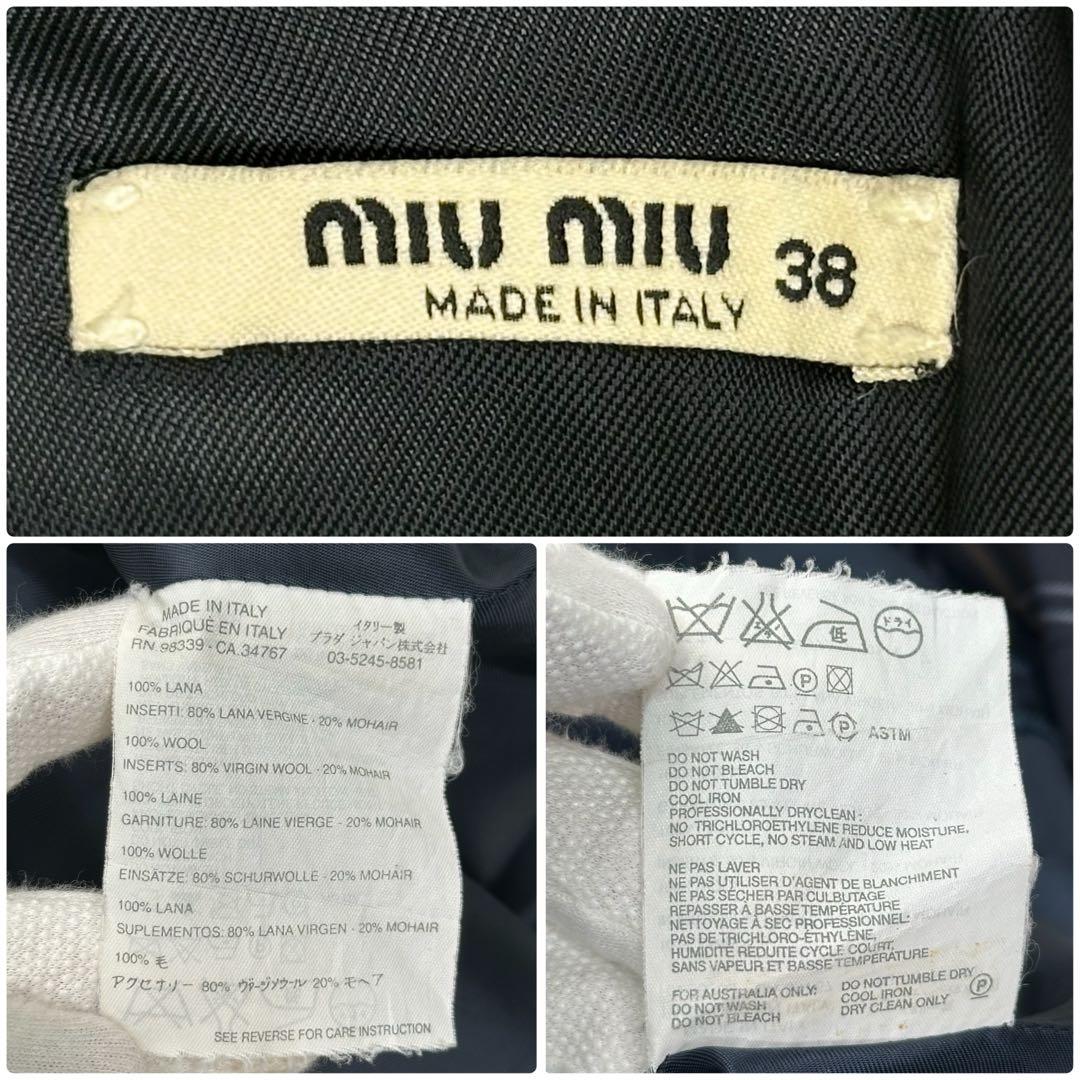 MIU MIU 38
MADE IN ITALY
MADE IN ITALY
FABRIQUÉ EN ITALY
RN 98339 - CA.34767
イタリー製
プラダ ジャパン株式会社
03-5245-8581
100% LANA
INSERTI: 80% LANA VERGINE - 20% MOHAIR
100% WOOL
INSERTS: 80% VIRGIN WOOL - 20% MOHAIR
100% LAINE
GARNITURE: 80% LAINE VIERGE - 20% MOHAIR
100% WOLLE
EINSÄTZE: 80% SCHURWOLLE - 20% MOHAIR
100% LANA
SUPLEMENTOS: 80% LANA VIRGEN - 20% MOHAIR
100% 毛
アクセサリー 80% ヴァージンウール 20% モヘア
SEE REVERSE FOR CARE INSTRUCTION
エンソ 低 ドライ
P
P ASTM
DO NOT WASH
DO NOT BLEACH
DO NOT TUMBLE DRY
COOL IRON
PROFESSIONALLY DRYCLEAN :
NO TRICHLOROETHYLENE REDUCE MOISTURE,
SHORT CYCLE, NO STEAM AND LOW HEAT
NE PAS LAVER
NE PAS UTILISER D'AGENT DE BLANCHIMENT
NE PAS SÉCHER PAR CULBUTAGE
REPASSER À BASSE TEMPÉRATURE
NETTOYAGE À SEC PROFESSIONNEL:
PAS DE TRICHLORO-ÉTHYLÈNE,
HUMIDITÉ RÉDUITE CYCLE COURT,
SANS VAPEUR ET BASSE TEMPÉRATURE
FOR AUSTRALIA ONLY:
DO NOT WASH
DO NOT BLEACH
DO NOT TUMBLE DRY
COOL IRON
DRY CLEAN ONLY
P